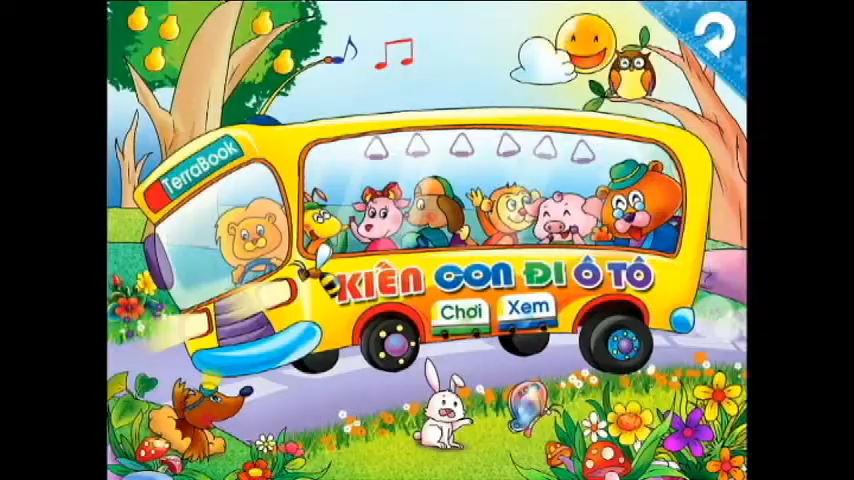 TerraBook
KIẾN CON ĐI Ô TÔ
Chơi
Xem